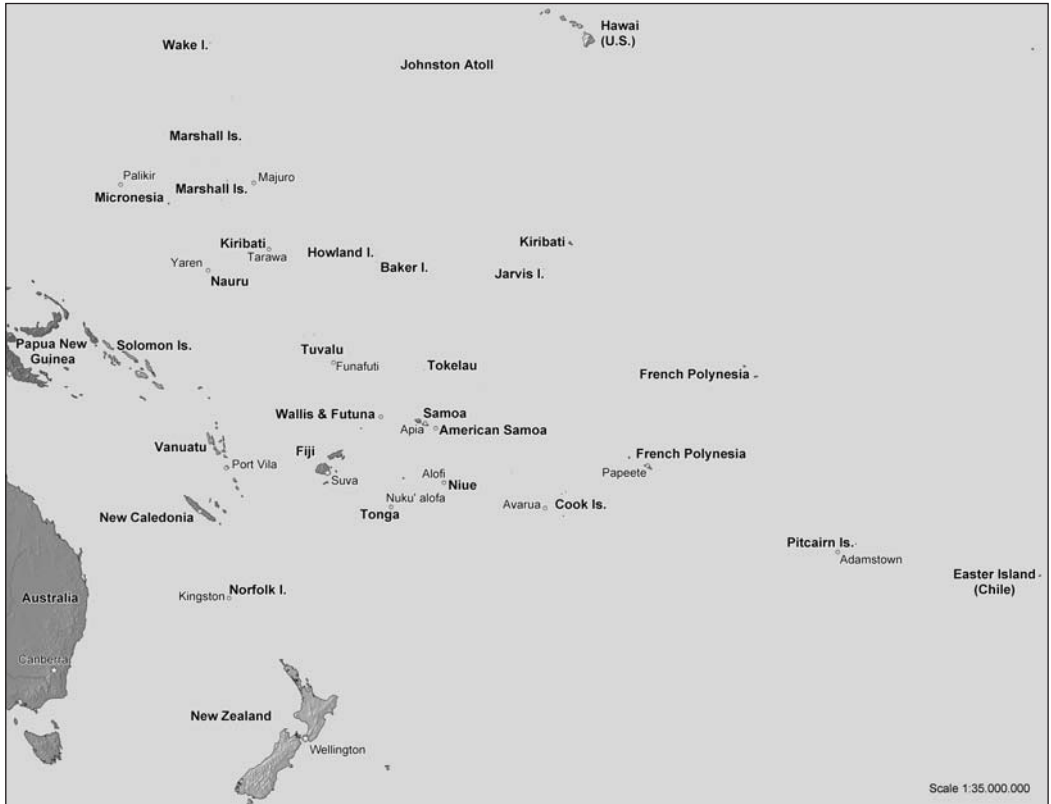 Hawai
(U.S.)
Wake I.
Johnston Atoll
Marshall Is.
Palikir
Majuro
Marshall Is.
Micronesia
Kiribati
Kiribati
Tarawa
Howland I.
Yaren
Baker I.
Jarvis I.
Nauru
Papua New
Guinea
Solomon Is.
Tuvalu
Funafuti
Tokelau
French Polynesia
Wallis & Futuna
Samoa
Apia
American Samoa
Vanuatu
Port Vila
Fiji
Suva
Alofi
Niue
French Polynesia
Papeete
Nuku' alofa
Tonga
Avarua
Cook Is.
New Caledonia
Pitcairn Is.
Adamstown
Easter Island
(Chile)
Kingston
Norfolk I.
Australia
Canberra
New Zealand
Wellington
Scale 1:35.000.000